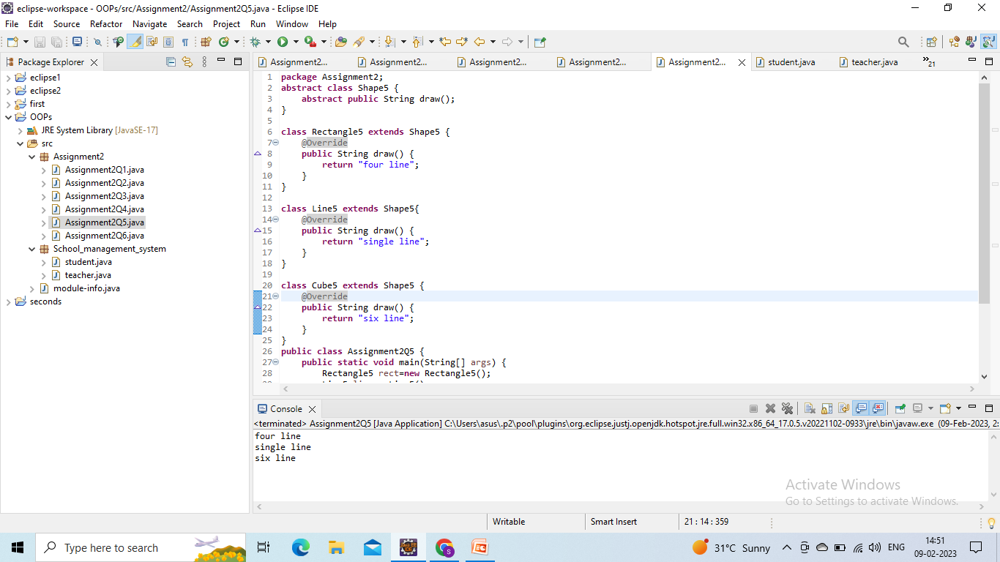 eclipse-workspace - OOPs/src/Assignment2/Assignment2Q5.java - Eclipse IDE
File Edit Source Refactor Navigate Search Project Run Window Help
Package Explorer
eclipse1
eclipse2
first
OOPs
JRE System Library [JavaSE-17]
src
Assignment2
Assignment2Q1.java
Assignment2Q2.java
Assignment2Q3.java
Assignment2Q4.java
Assignment2Q5.java
Assignment2Q6.java
School_management_system
student.java
teacher.java
module-info.java
seconds
Assignment2... Assignment2... Assignment2... Assignment2... Assignment2... student.java teacher.java 21
1 package Assignment2;
2 abstract class Shape5 {
3 abstract public String draw();
4 }
5
6 class Rectangle5 extends Shape5 {
7 @Override
8 public String draw() {
9 return "four line";
10 }
11 }
12
13 class Line5 extends Shape5{
14 @Override
15 public String draw() {
16 return "single line";
17 }
18 }
19
20 class Cube5 extends Shape5 {
21 @Override
22 public String draw() {
23 return "six line";
24 }
25 }
26 public class Assignment2Q5 {
27 public static void main(String[] args) {
28 Rectangle5 rect=new Rectangle5();
Console
<terminated> Assignment2Q5 [Java Application] C:\Users\asus\.p2\pool\plugins\org.eclipse.justj.openjdk.hotspot.jre.full.win32.x86_64_17.0.5.v20221102-0933\jre\bin\javaw.exe (09-Feb-2023, 2:
four line
single line
six line
Activate Windows
Go to Settings to activate Windows.
Writable Smart Insert 21 : 14 : 359
Type here to search
31°C Sunny
ENG
14:51
09-02-2023